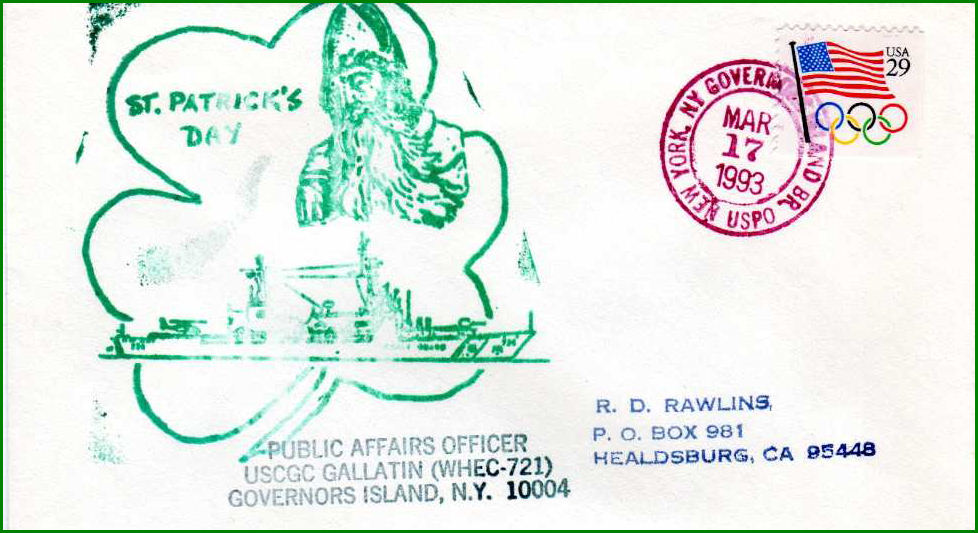 ST. PATRICK'S
DAY
USA
29
NEW YORK, NY GOVERN LAND BR.
USPO
MAR
17
1993
R. D. RAWLINS,
P. O. BOX 981
HEALDSBURG, CA 95448
PUBLIC AFFAIRS OFFICER
USCGC GALLATIN (WHEC-721)
GOVERNORS ISLAND, N.Y. 10004